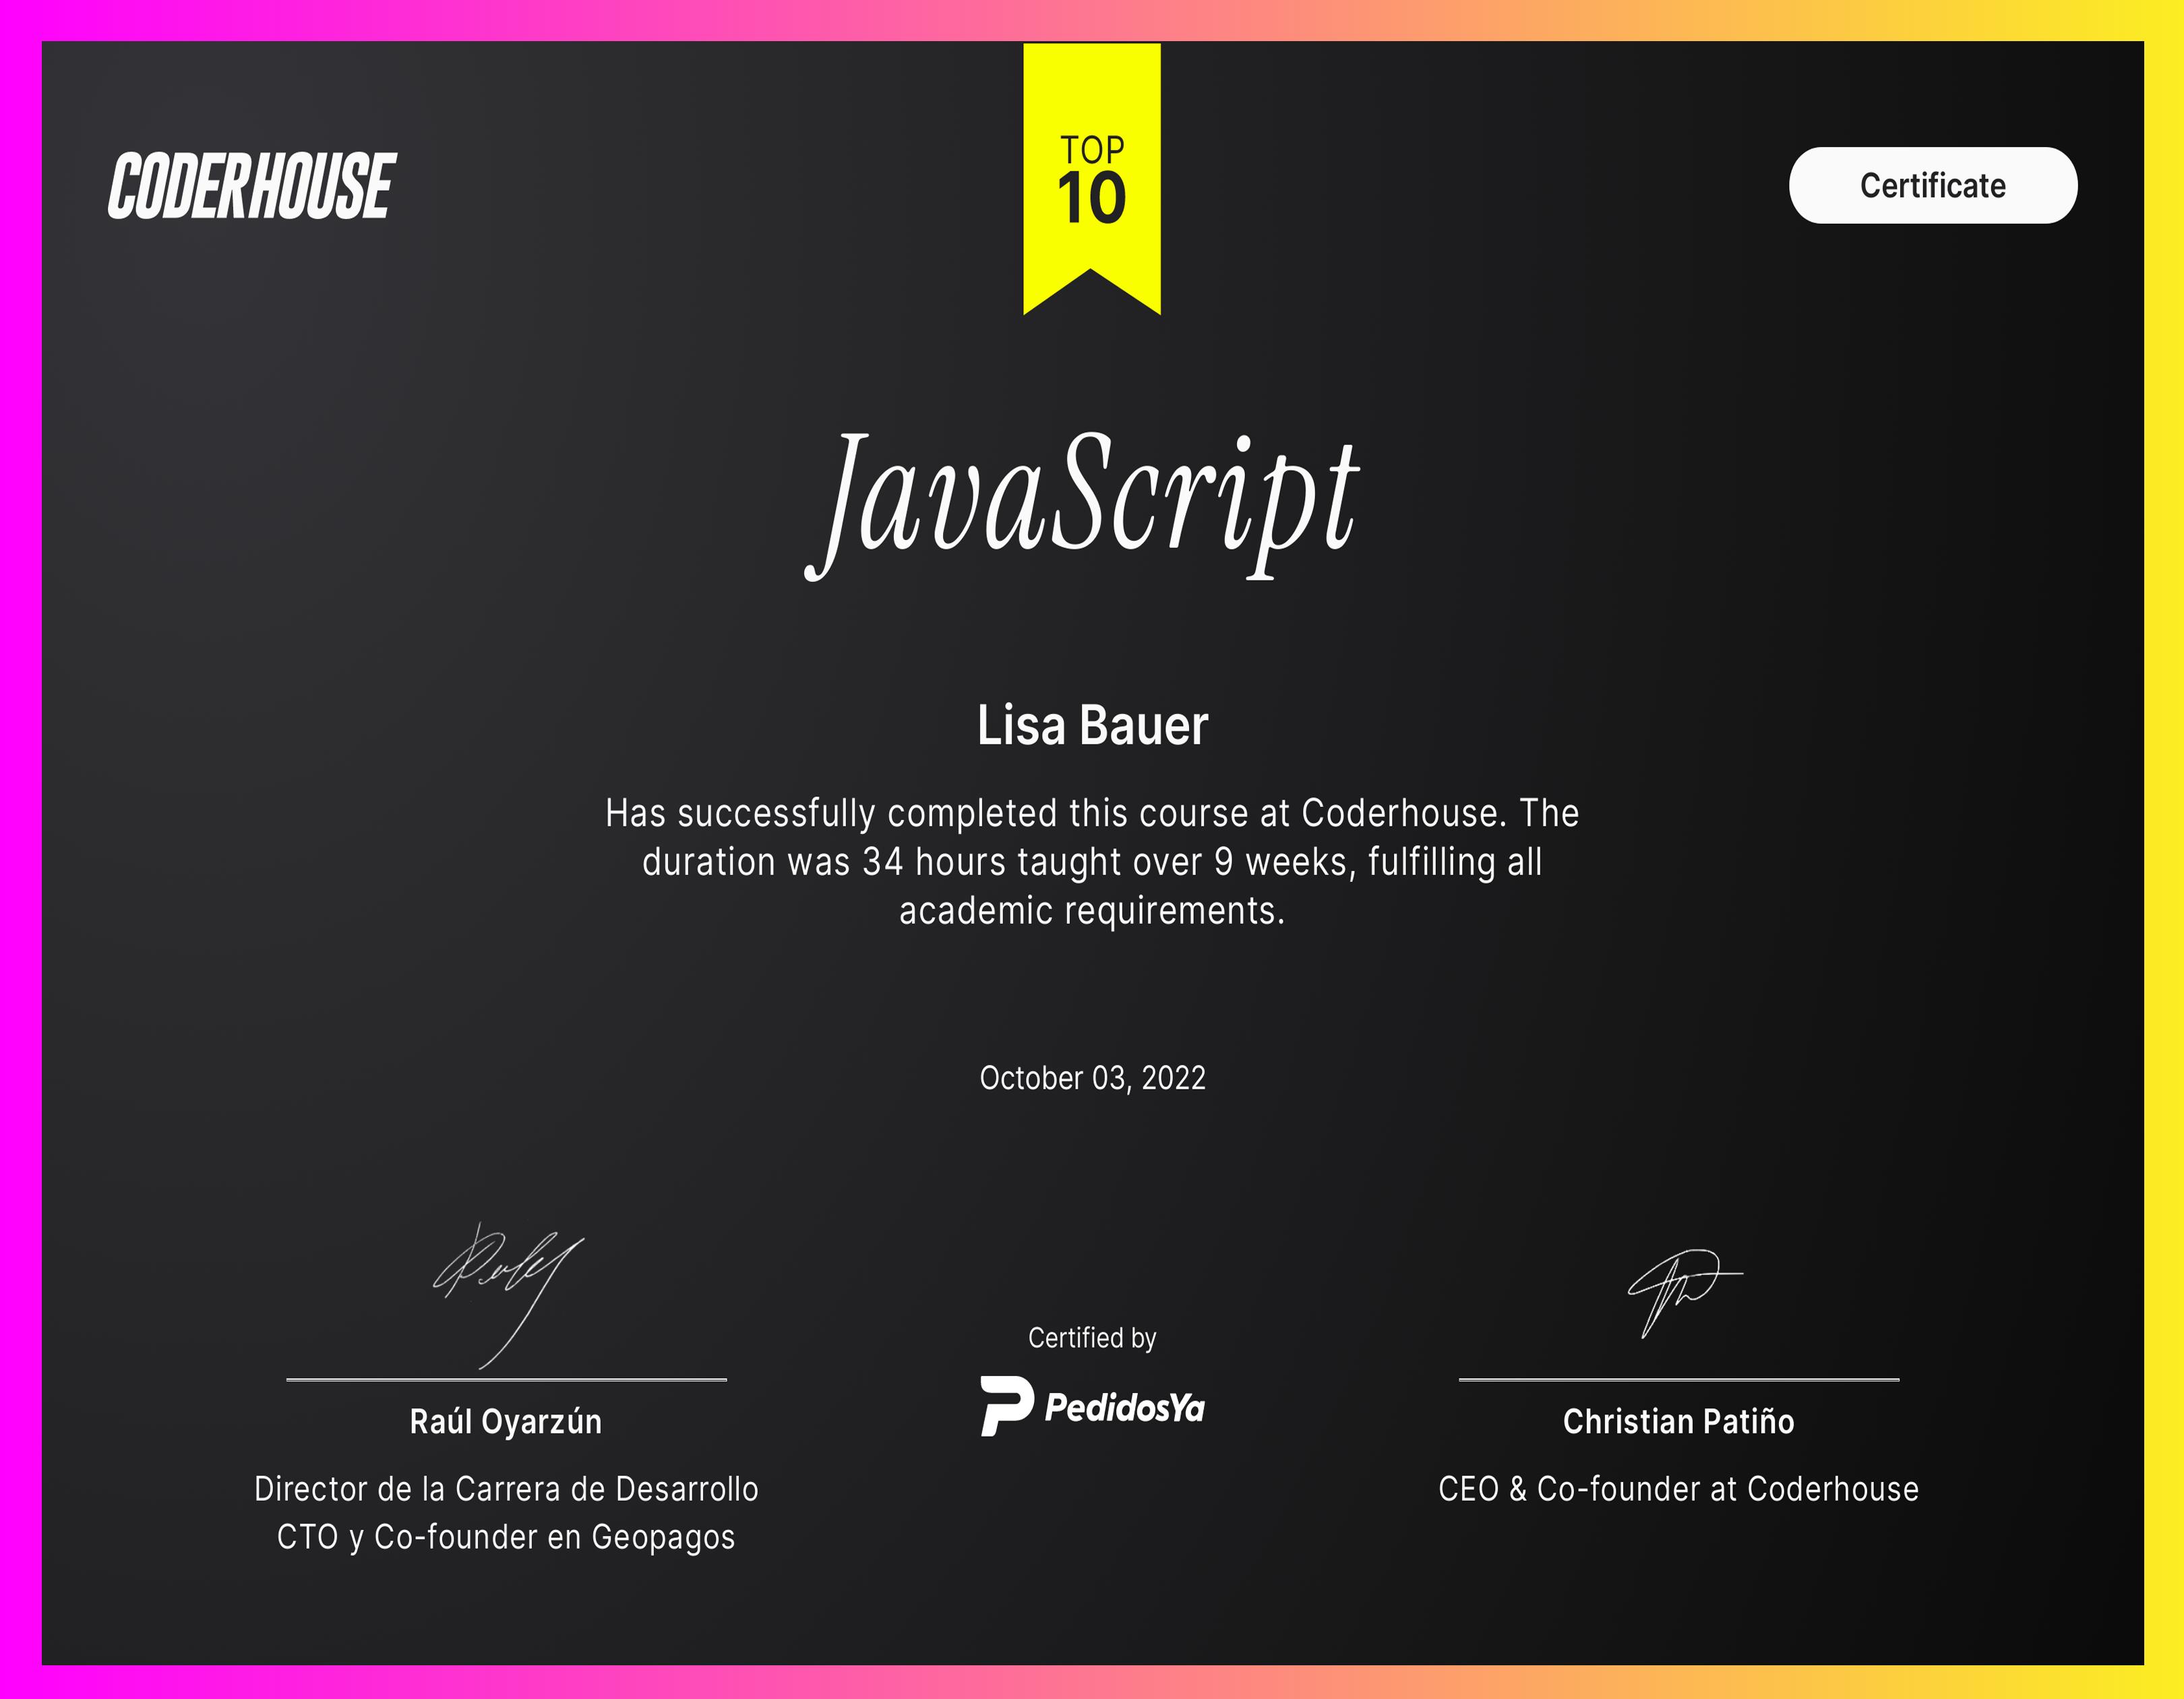 CODERHOUSE
TOP
10
Certificate
JavaScript
Lisa Bauer
Has successfully completed this course at Coderhouse. The
duration was 34 hours taught over 9 weeks, fulfilling all
academic requirements.
October 03, 2022
Certified by
PedidosYa
Raúl Oyarzún
Director de la Carrera de Desarrollo
CTO y Co-founder en Geopagos
Christian Patiño
CEO & Co-founder at Coderhouse